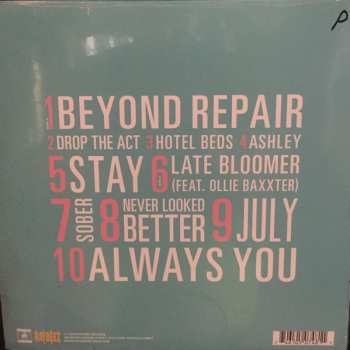 P
1 BEYOND REPAIR
2 DROP THE ACT 3 HOTEL BEDS 4 ASHLEY
5 STAY 6 LATE BLOOMER
(FEAT. OLLIE BAXXTER)
7 SOBER 8 NEVER LOOKED
BETTER 9 JULY
10 ALWAYS YOU